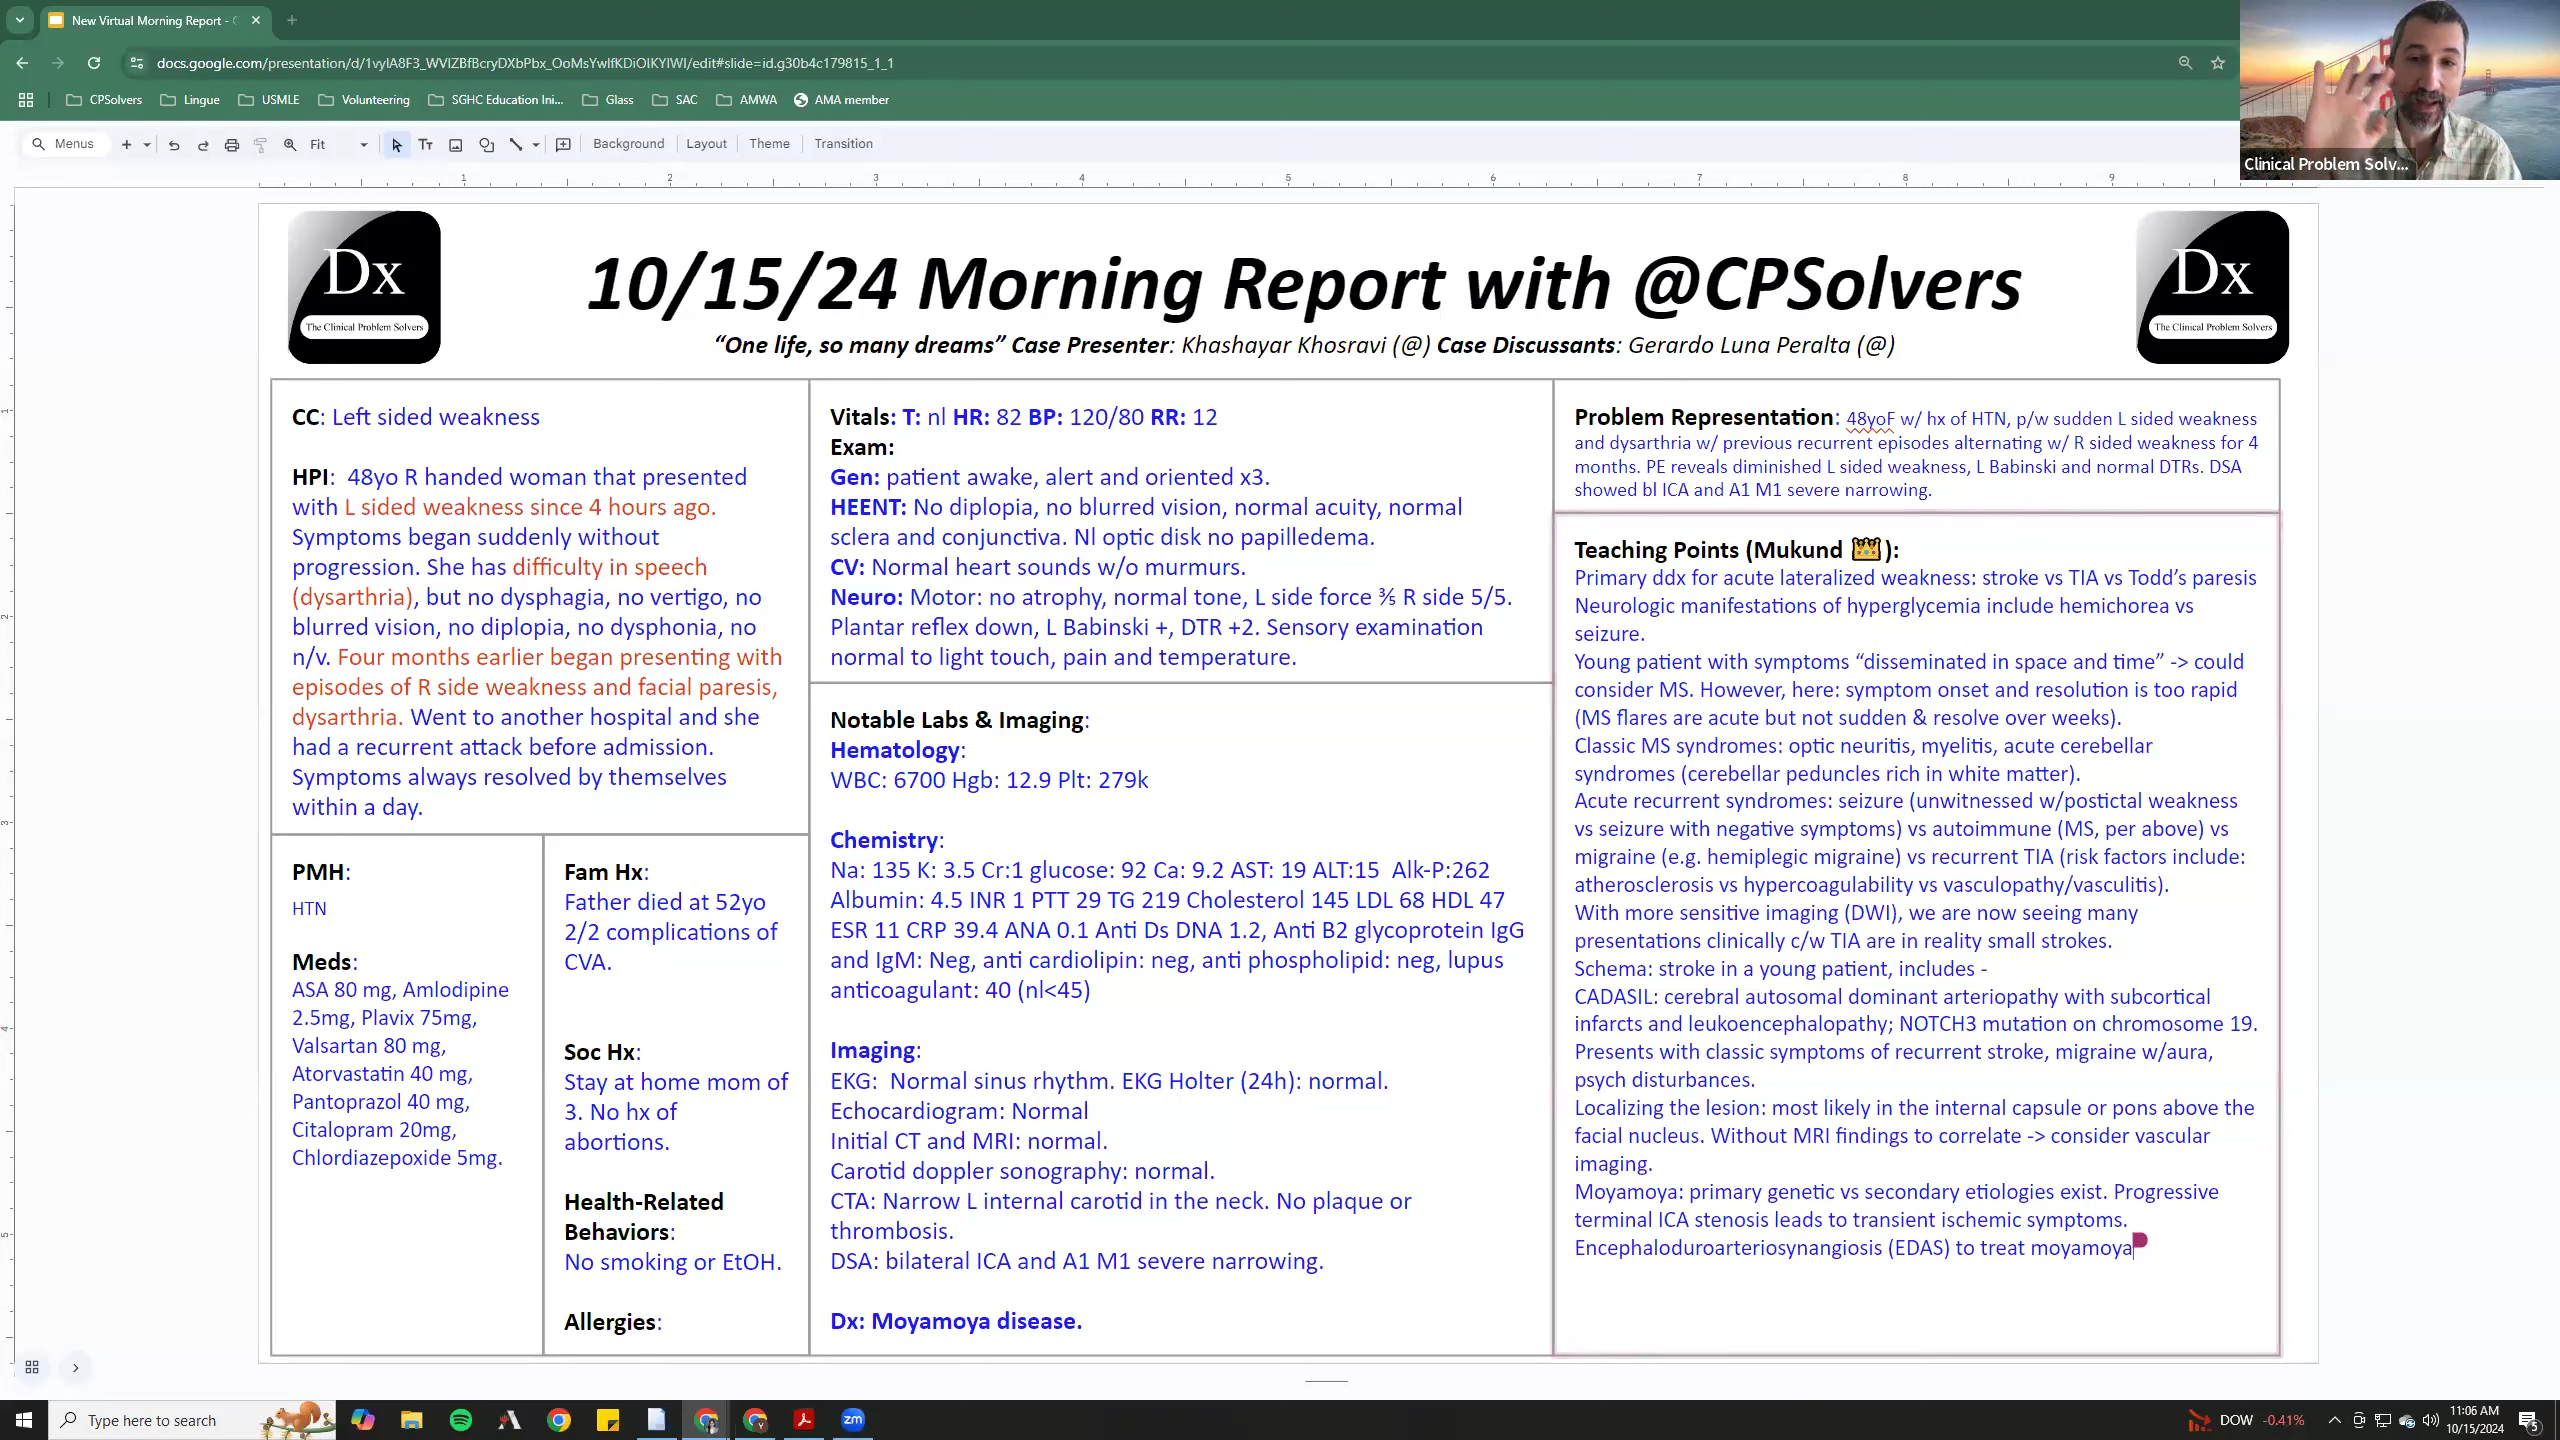 New Virtual Morning Report - C
docs.google.com/presentation/d/1vylA8F3_WVIZBfBcryDXbPbx_OoMsYwlfKDiOIKYIWI/edit#slide=id.g30b4c179815_1_1
CPSolvers Lingue USMLE Volunteering SGHC Education Ini... Glass SAC AMWA AMA member
Menus Fit Background Layout Theme Transition
Clinical Problem Solv...
1 2 3 4 5 6 7 8 9
Dx
The Clinical Problem Solvers
10/15/24 Morning Report with @CPSolvers
“One life, so many dreams” Case Presenter: Khashayar Khosravi (@) Case Discussants: Gerardo Luna Peralta (@)
Dx
The Clinical Problem Solvers
CC: Left sided weakness
HPI: 48yo R handed woman that presented
with L sided weakness since 4 hours ago.
Symptoms began suddenly without
progression. She has difficulty in speech
(dysarthria), but no dysphagia, no vertigo, no
blurred vision, no diplopia, no dysphonia, no
n/v. Four months earlier began presenting with
episodes of R side weakness and facial paresis,
dysarthria. Went to another hospital and she
had a recurrent attack before admission.
Symptoms always resolved by themselves
within a day.
PMH:
HTN
Meds:
ASA 80 mg, Amlodipine
2.5mg, Plavix 75mg,
Valsartan 80 mg,
Atorvastatin 40 mg,
Pantoprazol 40 mg,
Citalopram 20mg,
Chlordiazepoxide 5mg.
Fam Hx:
Father died at 52yo
2/2 complications of
CVA.
Soc Hx:
Stay at home mom of
3. No hx of
abortions.
Health-Related
Behaviors:
No smoking or EtOH.
Allergies:
Vitals: T: nl HR: 82 BP: 120/80 RR: 12
Exam:
Gen: patient awake, alert and oriented x3.
HEENT: No diplopia, no blurred vision, normal acuity, normal
sclera and conjunctiva. Nl optic disk no papilledema.
CV: Normal heart sounds w/o murmurs.
Neuro: Motor: no atrophy, normal tone, L side force ⅗ R side 5/5.
Plantar reflex down, L Babinski +, DTR +2. Sensory examination
normal to light touch, pain and temperature.
Notable Labs & Imaging:
Hematology:
WBC: 6700 Hgb: 12.9 Plt: 279k
Chemistry:
Na: 135 K: 3.5 Cr:1 glucose: 92 Ca: 9.2 AST: 19 ALT:15 Alk-P:262
Albumin: 4.5 INR 1 PTT 29 TG 219 Cholesterol 145 LDL 68 HDL 47
ESR 11 CRP 39.4 ANA 0.1 Anti Ds DNA 1.2, Anti B2 glycoprotein IgG
and IgM: Neg, anti cardiolipin: neg, anti phospholipid: neg, lupus
anticoagulant: 40 (nl<45)
Imaging:
EKG: Normal sinus rhythm. EKG Holter (24h): normal.
Echocardiogram: Normal
Initial CT and MRI: normal.
Carotid doppler sonography: normal.
CTA: Narrow L internal carotid in the neck. No plaque or
thrombosis.
DSA: bilateral ICA and A1 M1 severe narrowing.
Dx: Moyamoya disease.
Problem Representation: 48yoF w/ hx of HTN, p/w sudden L sided weakness
and dysarthria w/ previous recurrent episodes alternating w/ R sided weakness for 4
months. PE reveals diminished L sided weakness, L Babinski and normal DTRs. DSA
showed bl ICA and A1 M1 severe narrowing.
Teaching Points (Mukund 👑):
Primary ddx for acute lateralized weakness: stroke vs TIA vs Todd’s paresis
Neurologic manifestations of hyperglycemia include hemichorea vs
seizure.
Young patient with symptoms “disseminated in space and time” -> could
consider MS. However, here: symptom onset and resolution is too rapid
(MS flares are acute but not sudden & resolve over weeks).
Classic MS syndromes: optic neuritis, myelitis, acute cerebellar
syndromes (cerebellar peduncles rich in white matter).
Acute recurrent syndromes: seizure (unwitnessed w/postictal weakness
vs seizure with negative symptoms) vs autoimmune (MS, per above) vs
migraine (e.g. hemiplegic migraine) vs recurrent TIA (risk factors include:
atherosclerosis vs hypercoagulability vs vasculopathy/vasculitis).
With more sensitive imaging (DWI), we are now seeing many
presentations clinically c/w TIA are in reality small strokes.
Schema: stroke in a young patient, includes -
CADASIL: cerebral autosomal dominant arteriopathy with subcortical
infarcts and leukoencephalopathy; NOTCH3 mutation on chromosome 19.
Presents with classic symptoms of recurrent stroke, migraine w/aura,
psych disturbances.
Localizing the lesion: most likely in the internal capsule or pons above the
facial nucleus. Without MRI findings to correlate -> consider vascular
imaging.
Moyamoya: primary genetic vs secondary etiologies exist. Progressive
terminal ICA stenosis leads to transient ischemic symptoms.
Encephaloduroarteriosynangiosis (EDAS) to treat moyamoya
Type here to search
zm
DOW -0.41%
11:06 AM
10/15/2024
5